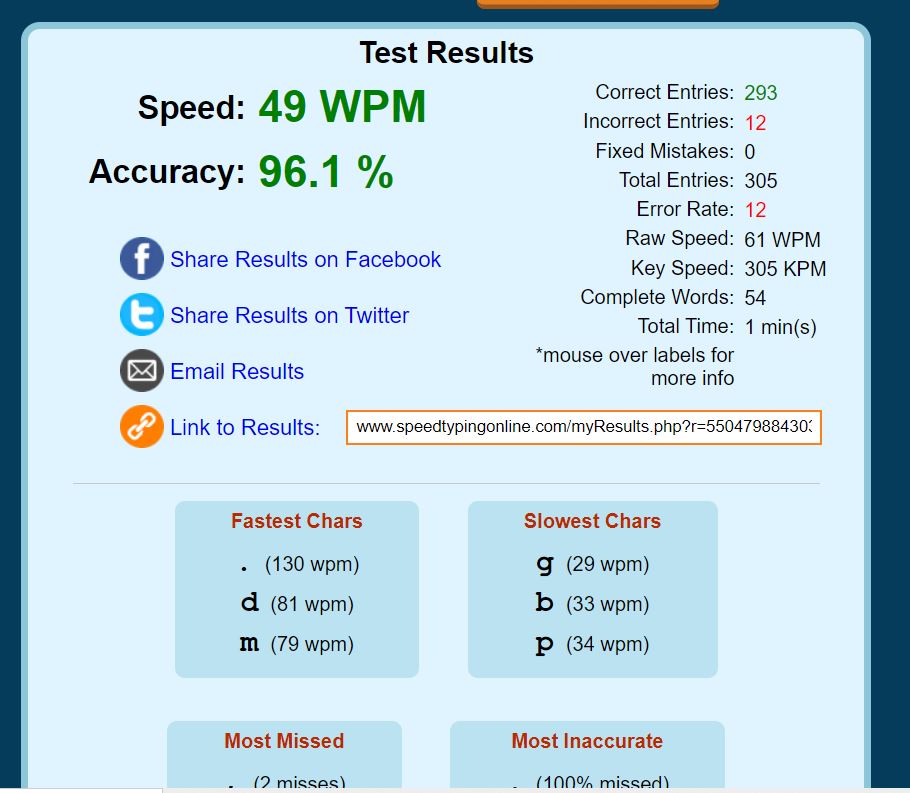 Test Results
Speed: 49 WPM
Accuracy: 96.1 %
Share Results on Facebook
Share Results on Twitter
Email Results
Link to Results: www.speedtypingonline.com/myResults.php?r=55047988430
Correct Entries: 293
Incorrect Entries: 12
Fixed Mistakes: 0
Total Entries: 305
Error Rate: 12
Raw Speed: 61 WPM
Key Speed: 305 KPM
Complete Words: 54
Total Time: 1 min(s)
*mouse over labels for
more info
Fastest Chars
. (130 wpm)
d (81 wpm)
m (79 wpm)
Slowest Chars
g (29 wpm)
b (33 wpm)
p (34 wpm)
Most Missed
. (2 misses)
Most Inaccurate
. (100% missed)